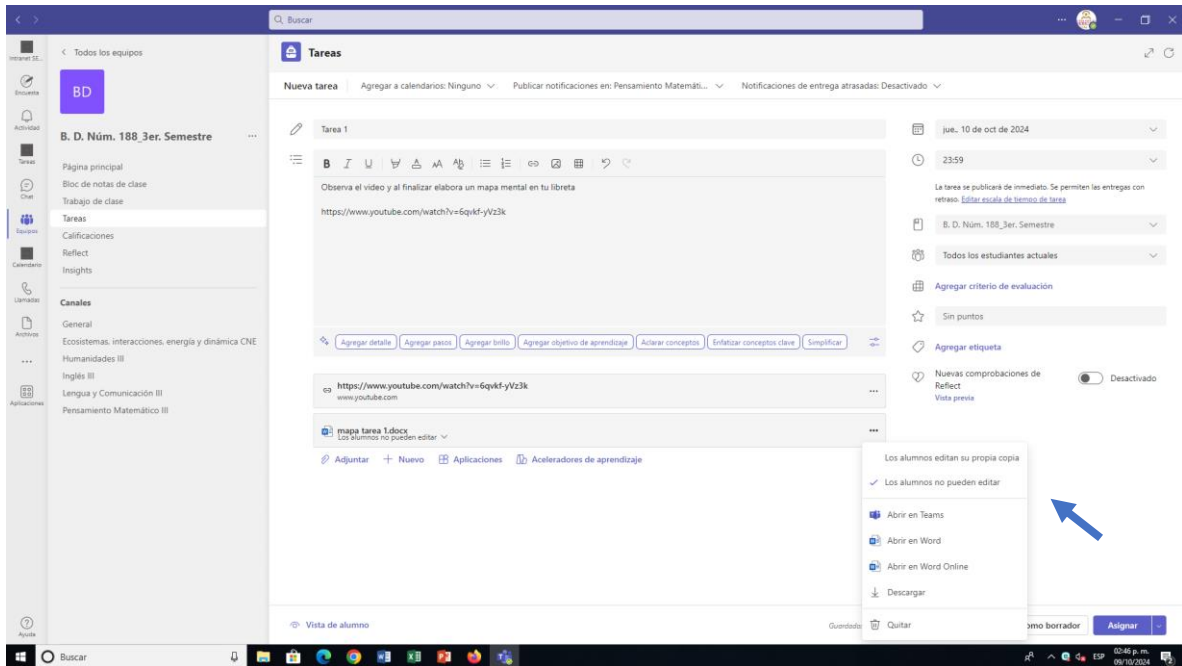 Buscar
Intranet SE...
Encuesta
Actividad
Tareas
Chat
Equipos
Calendario
Llamadas
Archivos
Aplicaciones
Ayuda
Todos los equipos
BD
B. D. Núm. 188_3er. Semestre
Página principal
Bloc de notas de clase
Trabajo de clase
Tareas
Calificaciones
Reflect
Insights
Canales
General
Ecosistemas, interacciones, energía y dinámica CNE
Humanidades III
Inglés III
Lengua y Comunicación III
Pensamiento Matemático III
Tareas
Nueva tarea Agregar a calendarios: Ninguno Publicar notificaciones en: Pensamiento Matemáti... Notificaciones de entrega atrasadas: Desactivado
Tarea 1
B I U
Observa el video y al finalizar elabora un mapa mental en tu libreta
https://www.youtube.com/watch?v=6qvkf-yVz3k
Agregar detalle Agregar pasos Agregar brillo Agregar objetivo de aprendizaje Aclarar conceptos Enfatizar conceptos clave Simplificar
https://www.youtube.com/watch?v=6qvkf-yVz3k
www.youtube.com
mapa tarea 1.docx
Los alumnos no pueden editar
Adjuntar Nuevo Aplicaciones Aceleradores de aprendizaje
jue., 10 de oct de 2024
23:59
La tarea se publicará de inmediato. Se permiten las entregas con
retraso. Editar escala de tiempo de tarea
B. D. Núm. 188_3er. Semestre
Todos los estudiantes actuales
Agregar criterio de evaluación
Sin puntos
Agregar etiqueta
Nuevas comprobaciones de
Reflect
Desactivado
Vista previa
Los alumnos editan su propia copia
Los alumnos no pueden editar
Abrir en Teams
Abrir en Word
Abrir en Word Online
Descargar
Quitar
Vista de alumno
omo borrador
Asignar
Buscar
ESP
02:46 p. m.
09/10/2024